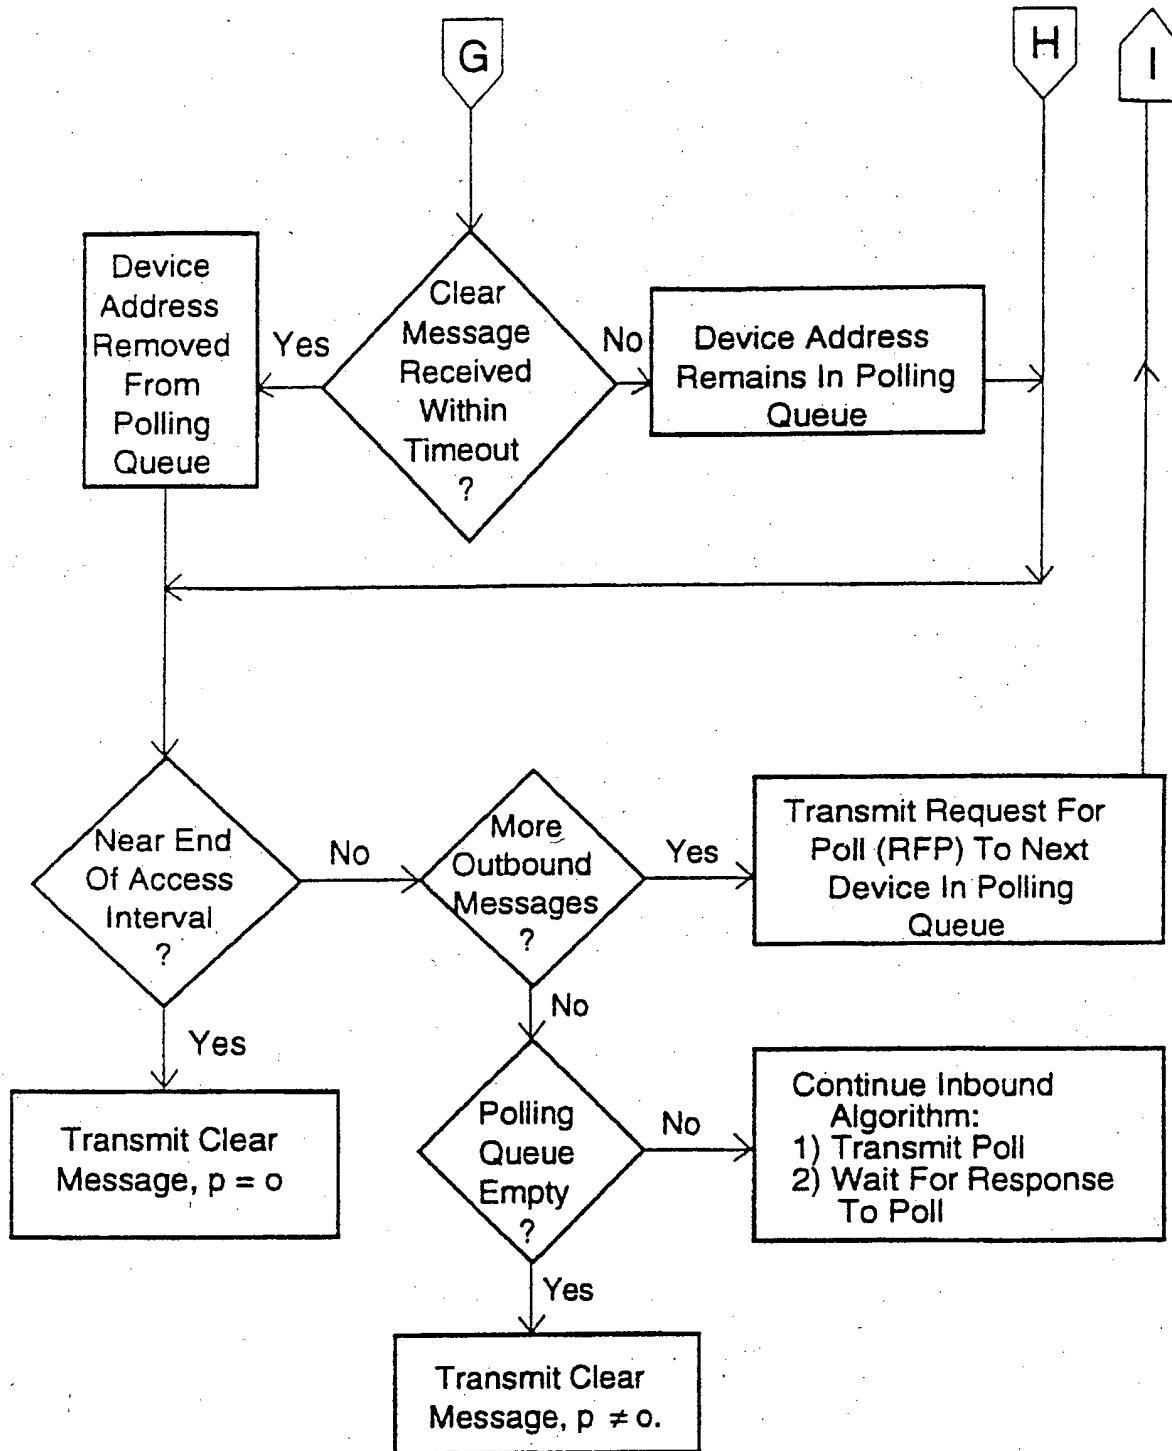 G
H
I
Device
Address
Removed
From
Polling
Queue
Yes
Clear
Message
Received
Within
Timeout
?
No
Device Address
Remains In Polling
Queue
Near End
Of Access
Interval
?
No
More
Outbound
Messages
?
Yes
Transmit Request For
Poll (RFP) To Next
Device In Polling
Queue
Yes
No
Transmit Clear
Message, p = o
Polling
Queue
Empty
?
No
Continue Inbound
Algorithm:
1) Transmit Poll
2) Wait For Response
To Poll
Yes
Transmit Clear
Message, p ≠ o.